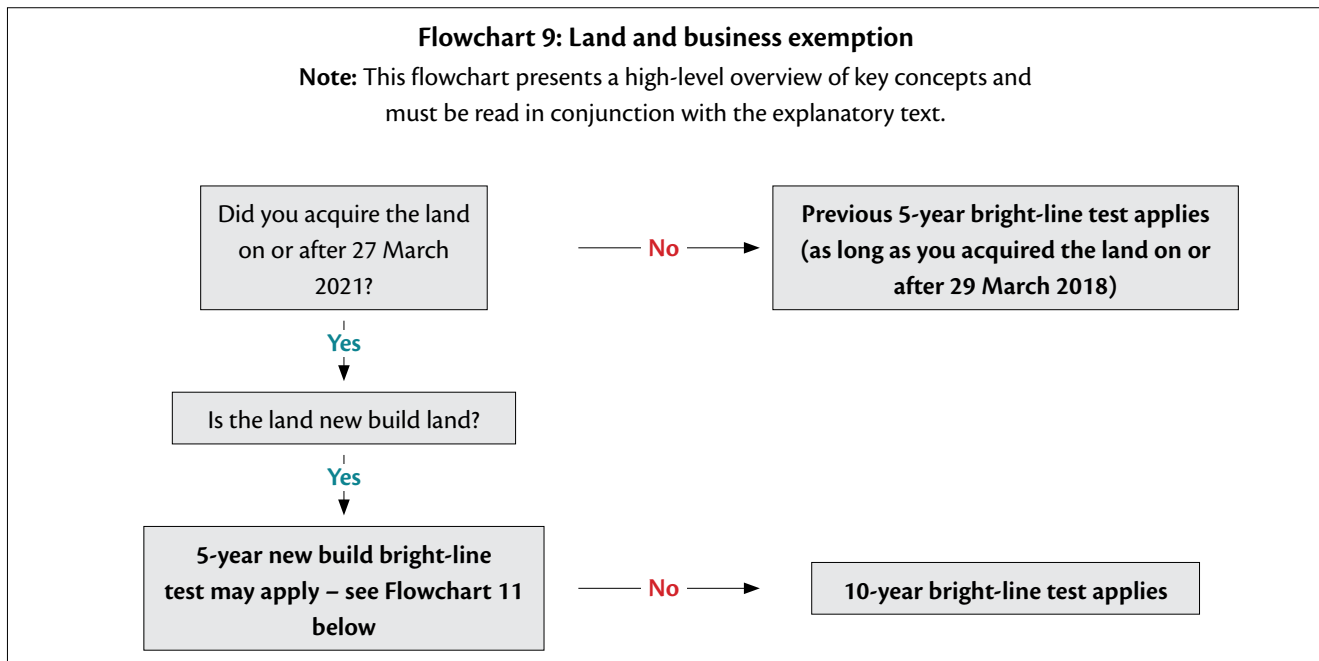 Flowchart 9: Land and business exemption
Note: This flowchart presents a high-level overview of key concepts and
must be read in conjunction with the explanatory text.
Did you acquire the land
on or after 27 March
2021?
No
Previous 5-year bright-line test applies
(as long as you acquired the land on or
after 29 March 2018)
Yes
Is the land new build land?
Yes
5-year new build bright-line
test may apply – see Flowchart 11
below
No
10-year bright-line test applies